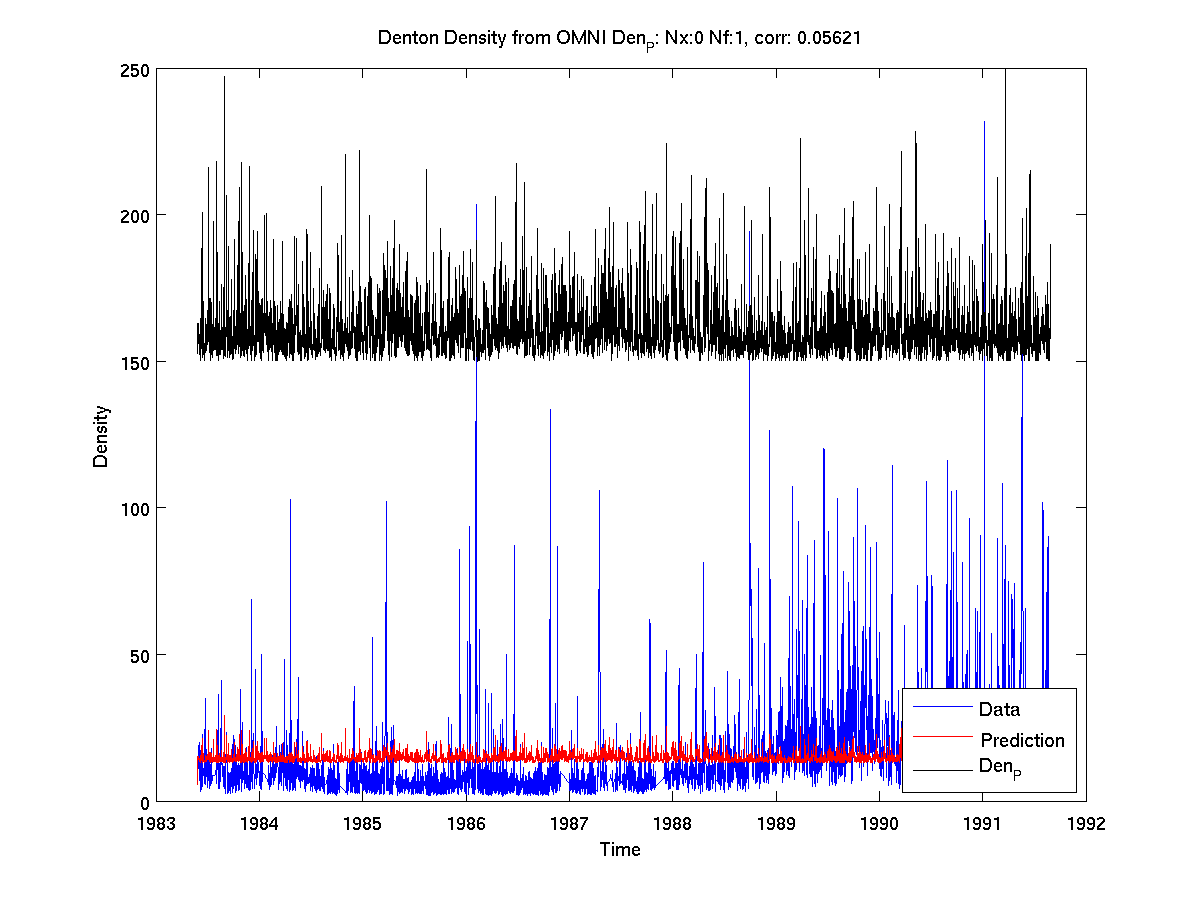 Denton Density from OMNI Den_P: Nx:0 Nf:1, corr: 0.05621
250
200
150
100
50
0
Density
Data
Prediction
Den_P
1983 1984 1985 1986 1987 1988 1989 1990 1991 1992
Time